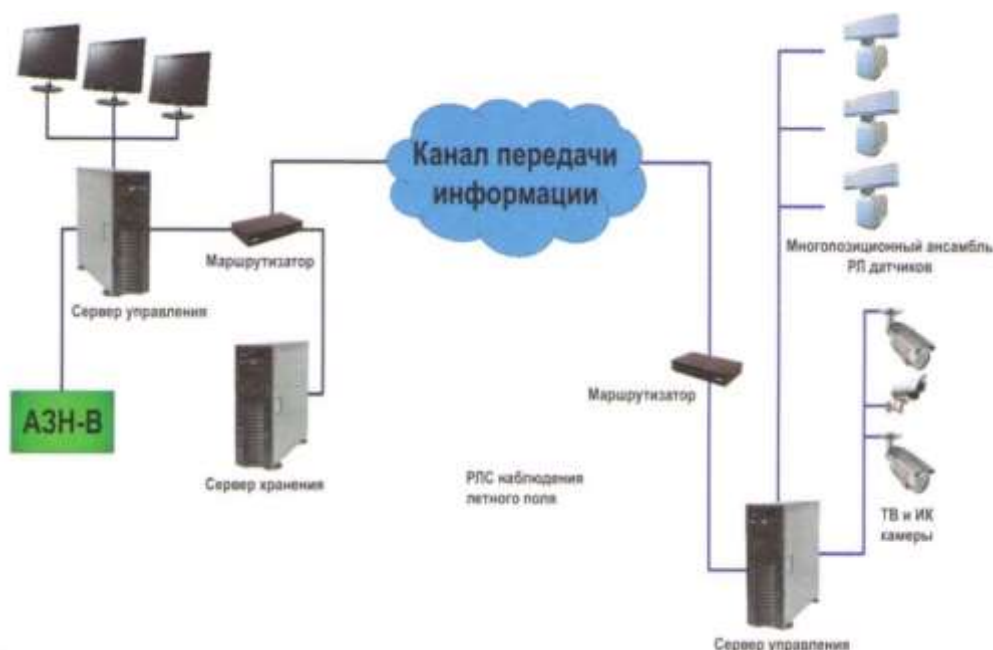 Канал передачи
информации
Маршрутизатор
Сервер управления
АЗН-В
Сервер хранения
Многопозиционный ансамбль
РЛ датчиков
Маршрутизатор
РЛС наблюдения
летного поля
ТВ и ИК
камеры
Сервер управления